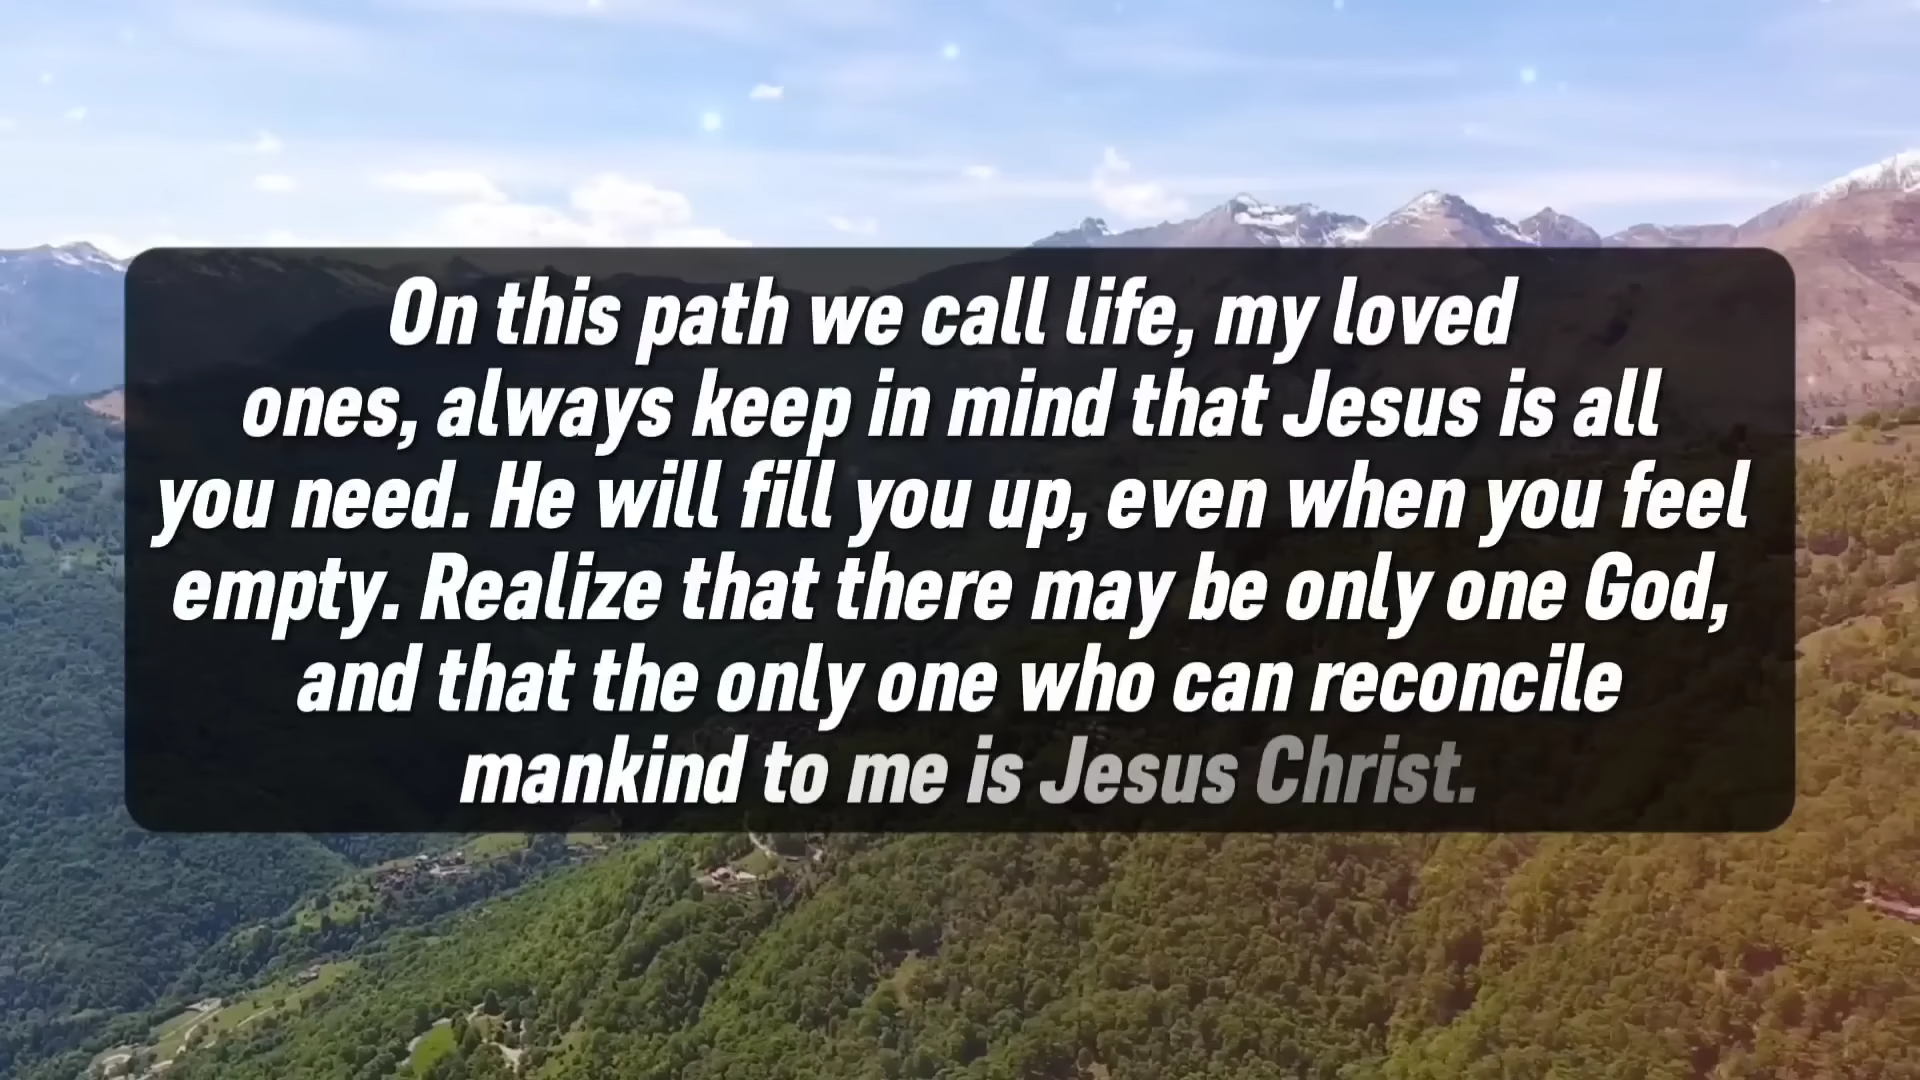 On this path we call life, my loved
ones, always keep in mind that Jesus is all
you need. He will fill you up, even when you feel
empty. Realize that there may be only one God,
and that the only one who can reconcile
mankind to me is Jesus Christ.